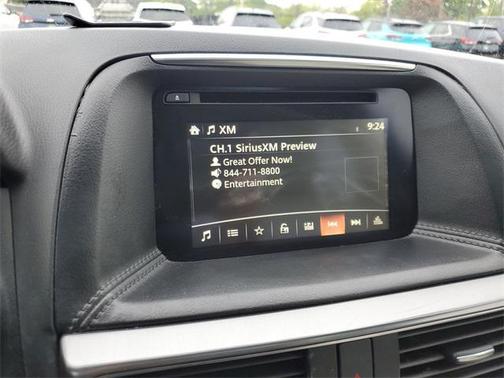 XM 9:24
CH.1 SiriusXM Preview
Great Offer Now!
844-711-8800
Entertainment